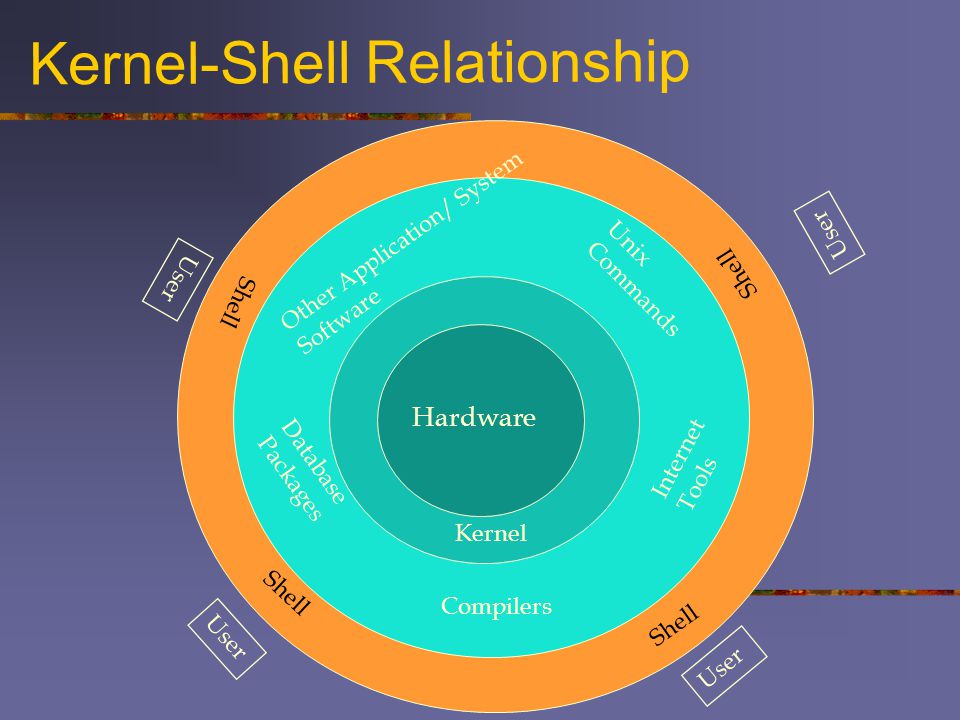 Kernel-Shell Relationship
Other Application/ System
Software
Unix
Commands
User
User
Shell
Shell
Hardware
Database
Packages
Internet
Tools
Kernel
Compilers
Shell
Shell
User
User